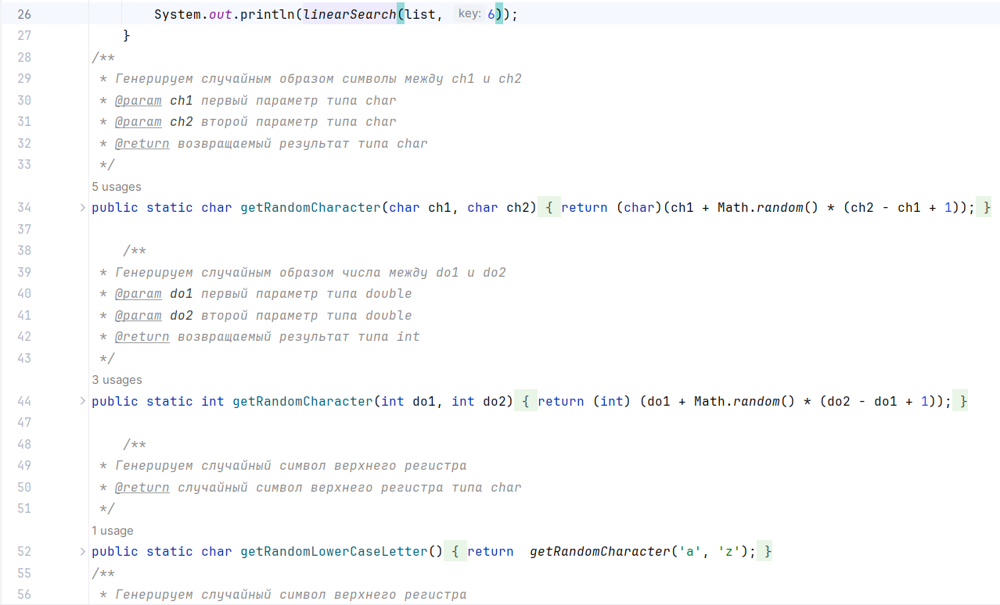 26 System.out.println(linearSearch(list, key: 6));
27 }
28 /**
29 * Генерируем случайным образом символы между ch1 и ch2
30 * @param ch1 первый параметр типа char
31 * @param ch2 второй параметр типа char
32 * @return возвращаемый результат типа char
33 */
5 usages
34 > public static char getRandomCharacter(char ch1, char ch2) { return (char)(ch1 + Math.random() * (ch2 - ch1 + 1)); }
37
38 /**
39 * Генерируем случайным образом числа между do1 и do2
40 * @param do1 первый параметр типа double
41 * @param do2 второй параметр типа double
42 * @return возвращаемый результат типа int
43 */
3 usages
44 > public static int getRandomCharacter(int do1, int do2) { return (int) (do1 + Math.random() * (do2 - do1 + 1)); }
47
48 /**
49 * Генерируем случайный символ верхнего регистра
50 * @return случайный символ верхнего регистра типа char
51 */
1 usage
52 > public static char getRandomLowerCaseLetter() { return getRandomCharacter('a', 'z'); }
55 /**
56 * Генерируем случайный символ верхнего регистра